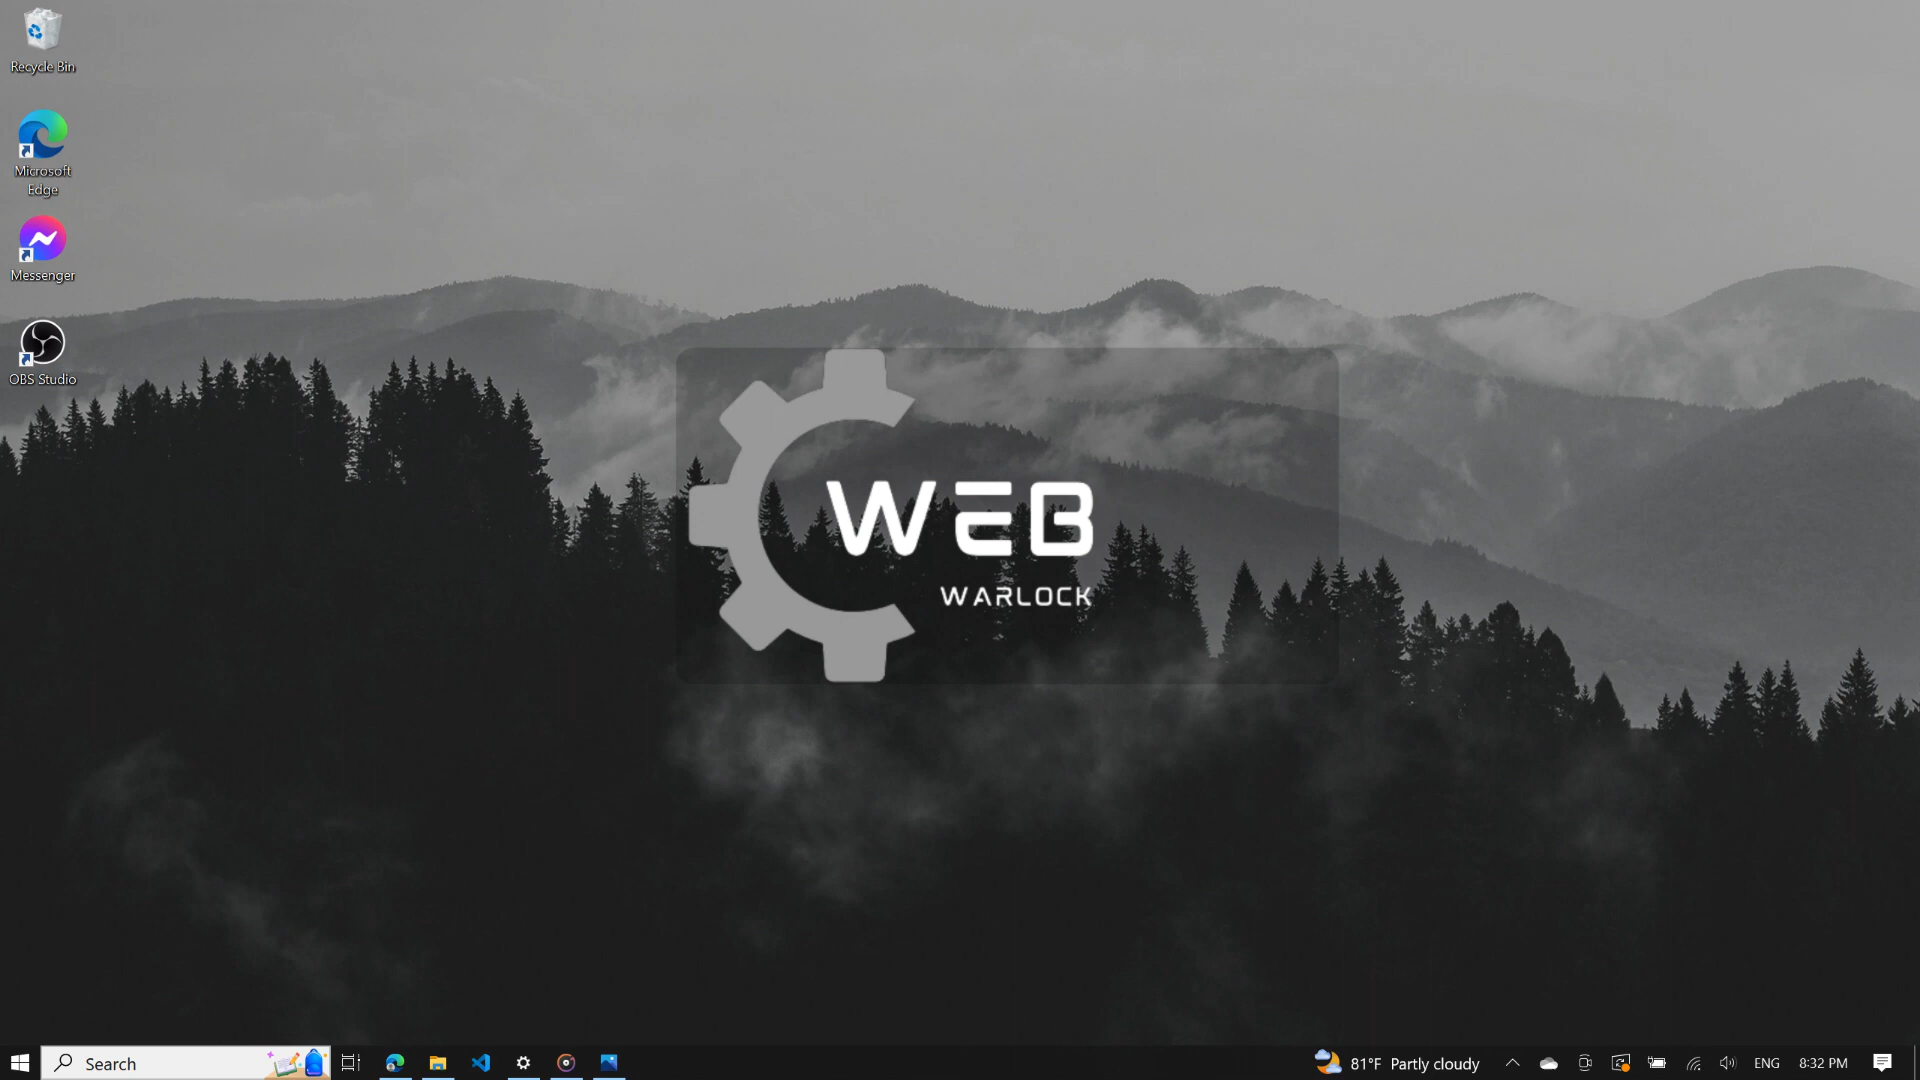 Recycle Bin
Microsoft
Edge
Messenger
OBS Studio
WEB
WARLOCK
Search
81°F Partly cloudy
ENG
8:32 PM